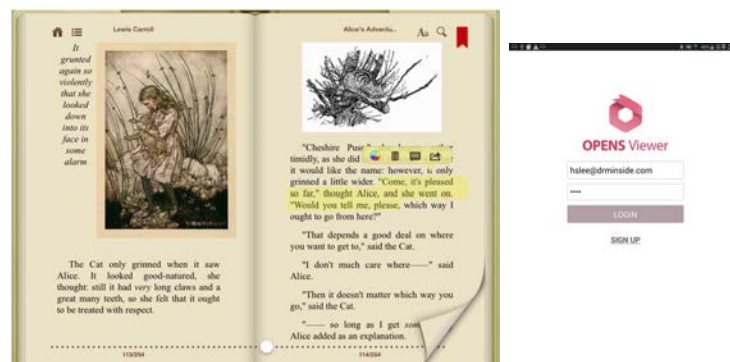 Lewis Carroll
It
grunted
again so
violently
that she
looked
down
into its
face in
some
alarm
The Cat only grinned when it saw
Alice. It looked good-natured, she
thought: still it had very long claws and a
great many teeth, so she felt that it ought
to be treated with respect.
113/254
Alice's Adventu...
Aa
"Cheshire Puss,
timidly, as she did
it would like the name: however, it only
grinned a little wider. "Come, it's pleased
so far," thought Alice, and she went on.
"Would you tell me, please, which way I
ought to go from here?"
"That depends a good deal on where
you want to get to," said the Cat.
"I don't much care where——" said
Alice.
"Then it doesn't matter which way you
go," said the Cat.
"—— so long as I get
Alice added as an explanation.
114/254
OPENS Viewer
hslee@drminside.com
••••
LOGIN
SIGN UP